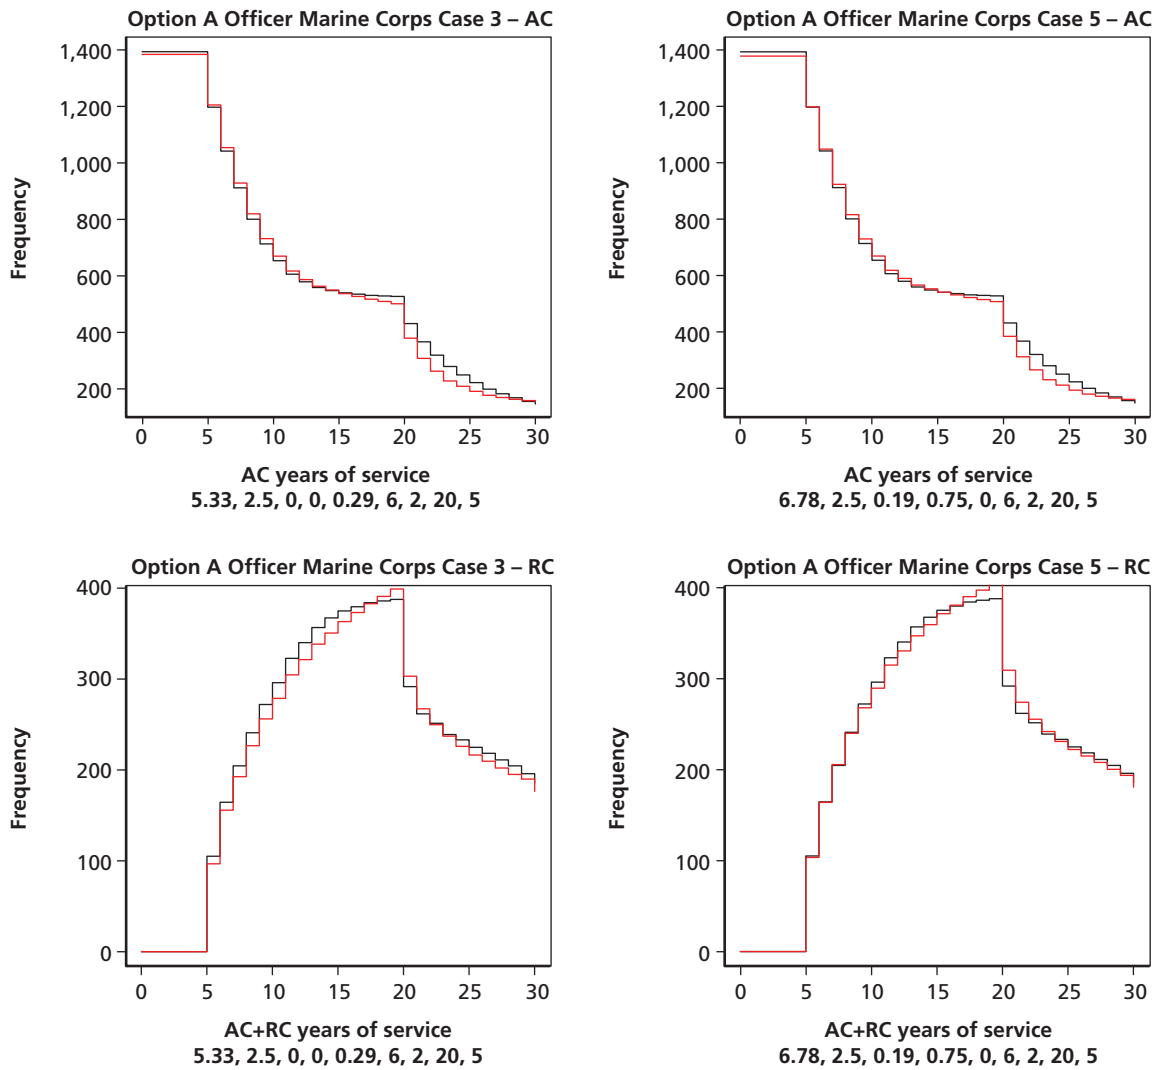 Option A Officer Marine Corps Case 3 – AC
1,400
1,200
1,000
800
600
400
200
Frequency
0 5 10 15 20 25 30
AC years of service
5.33, 2.5, 0, 0, 0.29, 6, 2, 20, 5
Option A Officer Marine Corps Case 5 – AC
1,400
1,200
1,000
800
600
400
200
Frequency
0 5 10 15 20 25 30
AC years of service
6.78, 2.5, 0.19, 0.75, 0, 6, 2, 20, 5
Option A Officer Marine Corps Case 3 – RC
400
300
200
100
0
Frequency
0 5 10 15 20 25 30
AC+RC years of service
5.33, 2.5, 0, 0, 0.29, 6, 2, 20, 5
Option A Officer Marine Corps Case 5 – RC
400
300
200
100
0
Frequency
0 5 10 15 20 25 30
AC+RC years of service
6.78, 2.5, 0.19, 0.75, 0, 6, 2, 20, 5